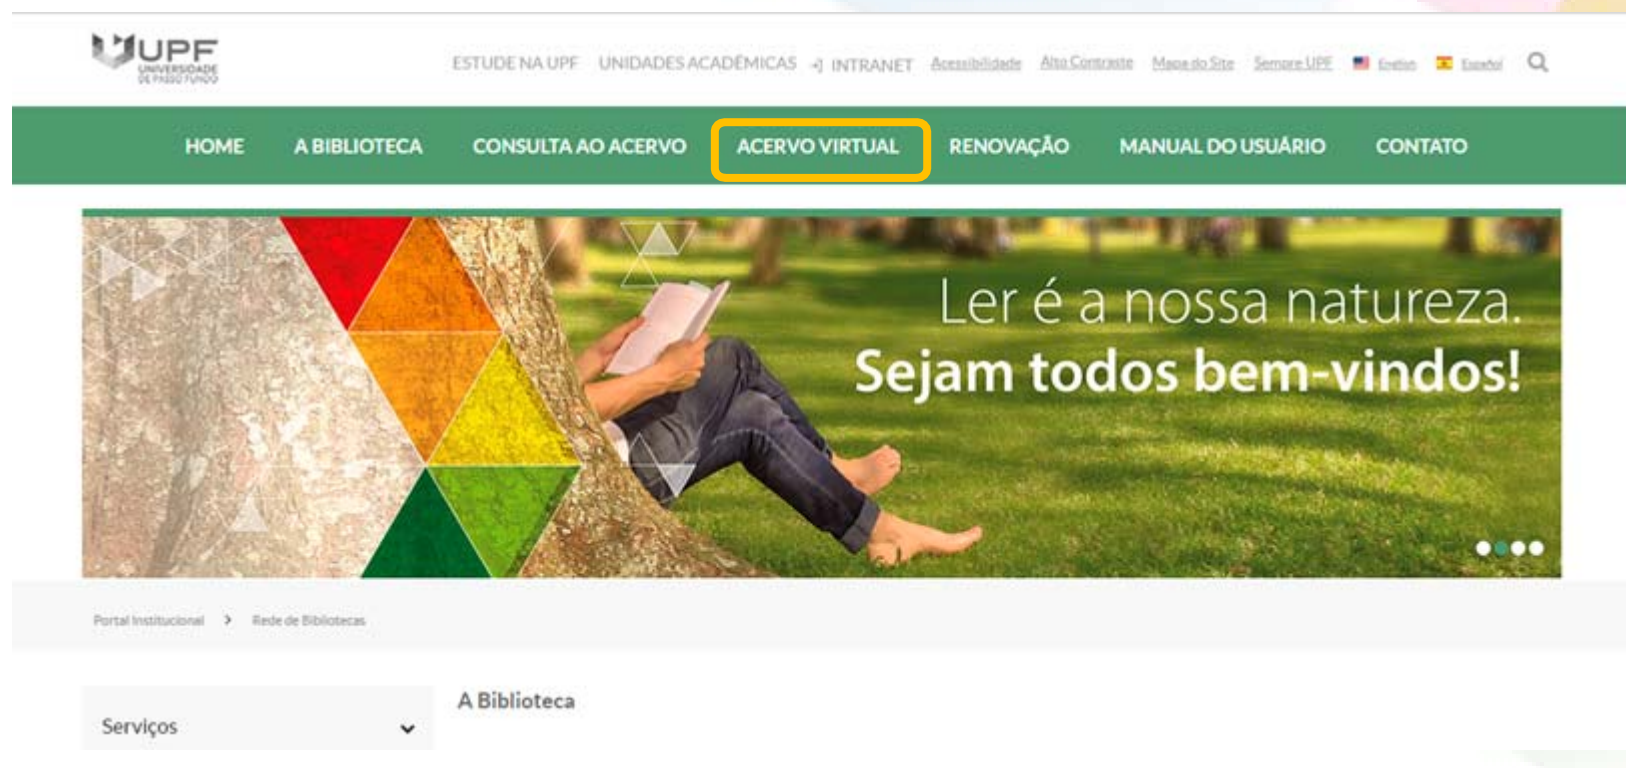 UPF
UNIVERSIDADE
DE PASSO FUNDO
ESTUDE NA UPF UNIDADES ACADÊMICAS INTRANET Acessibilidade Alto Contraste Mapa do Site Sempre UPF English Español
HOME A BIBLIOTECA CONSULTA AO ACERVO ACERVO VIRTUAL RENOVAÇÃO MANUAL DO USUÁRIO CONTATO
Ler é a nossa natureza.
Sejam todos bem-vindos!
Portal Institucional > Rede de Bibliotecas
A Biblioteca
Serviços